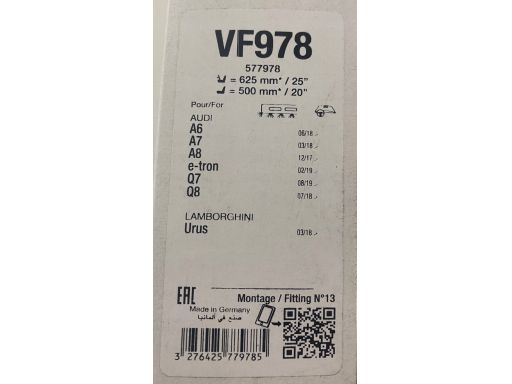 VF978
577978
= 625 mm* / 25"
= 500 mm* / 20"
Pour/For
AUDI
A6 06/18
A7 03/18
A8 12/17
e-tron 02/19
Q7 08/19
Q8 07/18
LAMBORGHINI
Urus 03/18
EAC Montage / Fitting N°13
Made in Germany
صنع في ألمانيا
3 276425 779785